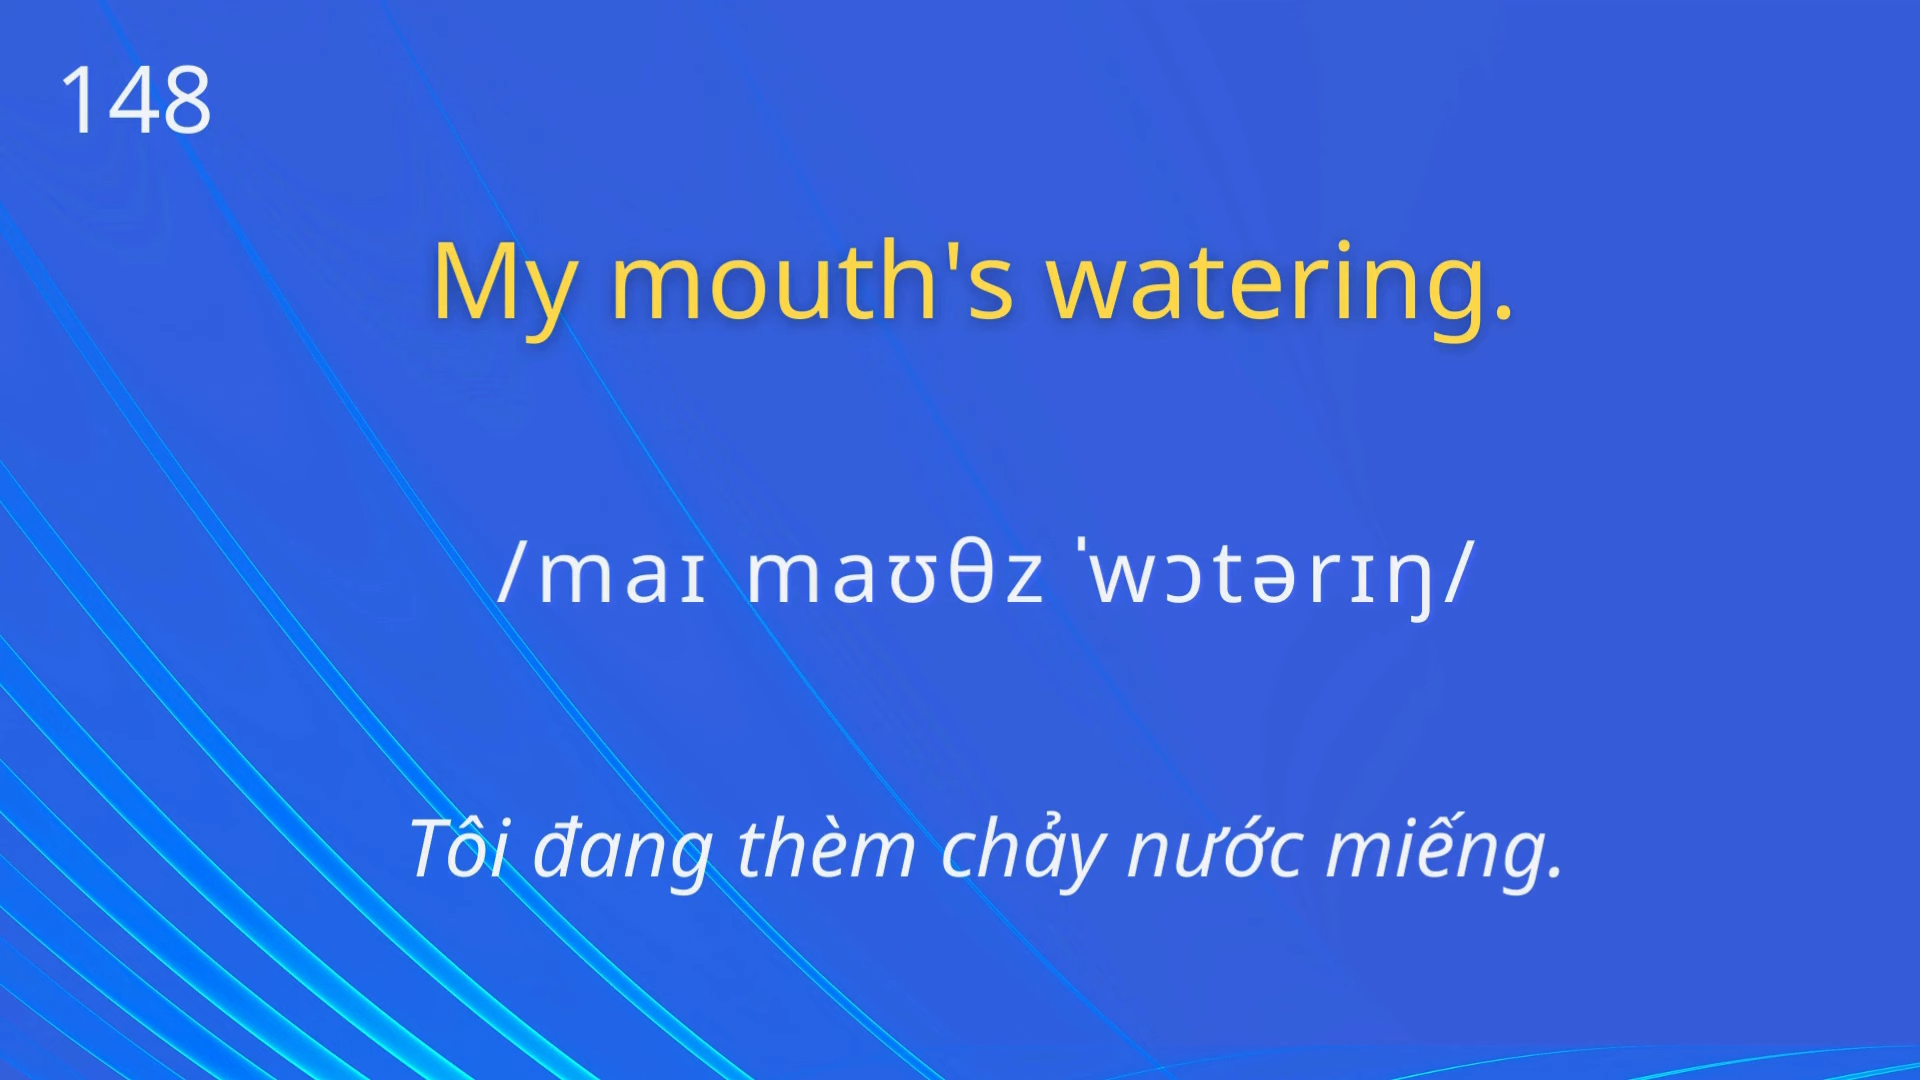 148
My mouth's watering.
/maɪ maʊθz ˈwɔtərɪŋ/
Tôi đang thèm chảy nước miếng.